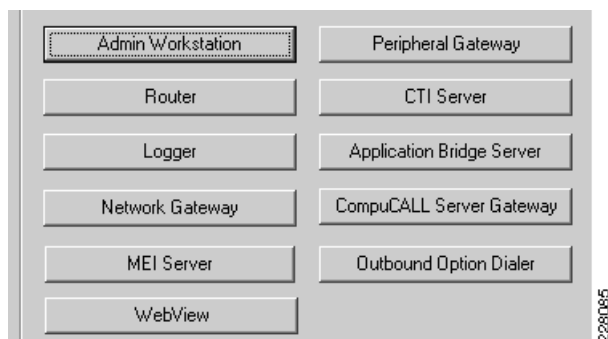 Admin Workstation
Peripheral Gateway
Router
CTI Server
Logger
Application Bridge Server
Network Gateway
CompuCALL Server Gateway
MEI Server
Outbound Option Dialer
WebView
228085